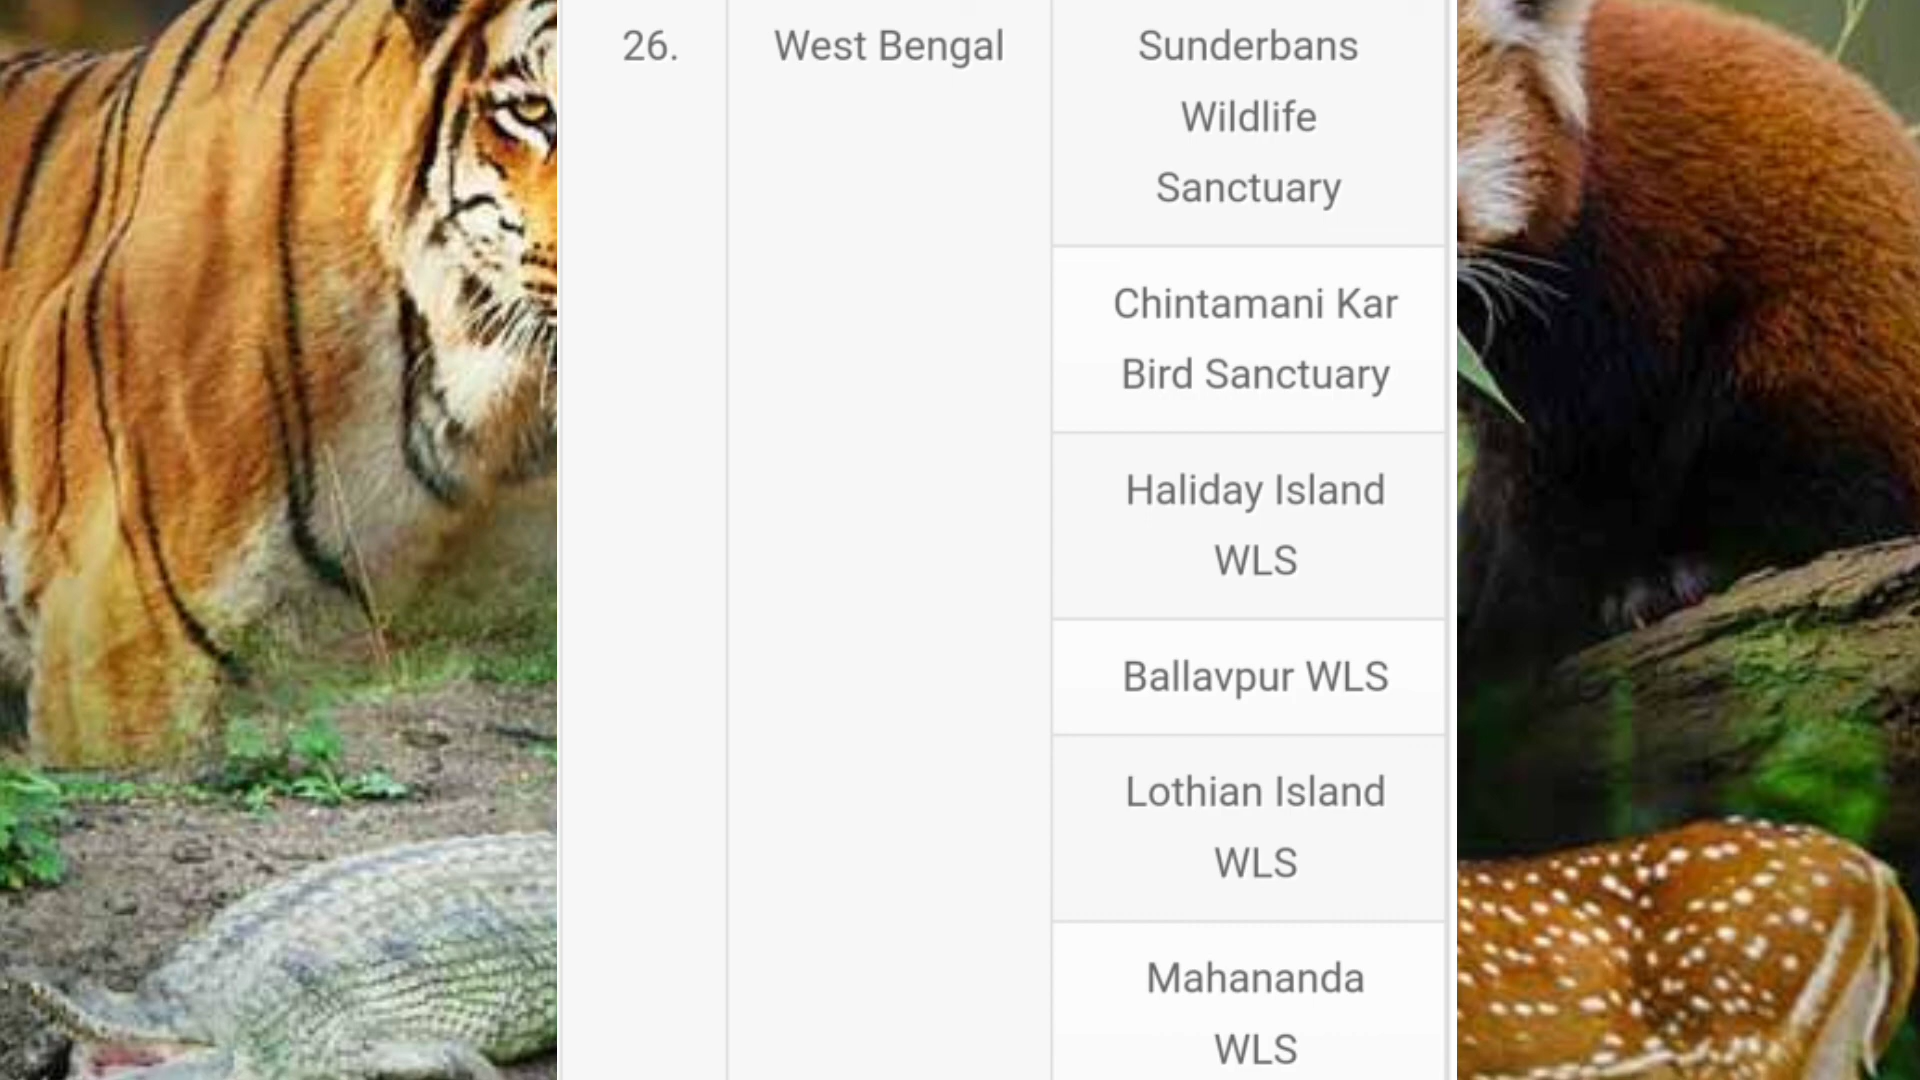 26.
West Bengal
Sunderbans
Wildlife
Sanctuary
Chintamani Kar
Bird Sanctuary
Haliday Island
WLS
Ballavpur WLS
Lothian Island
WLS
Mahananda
WLS